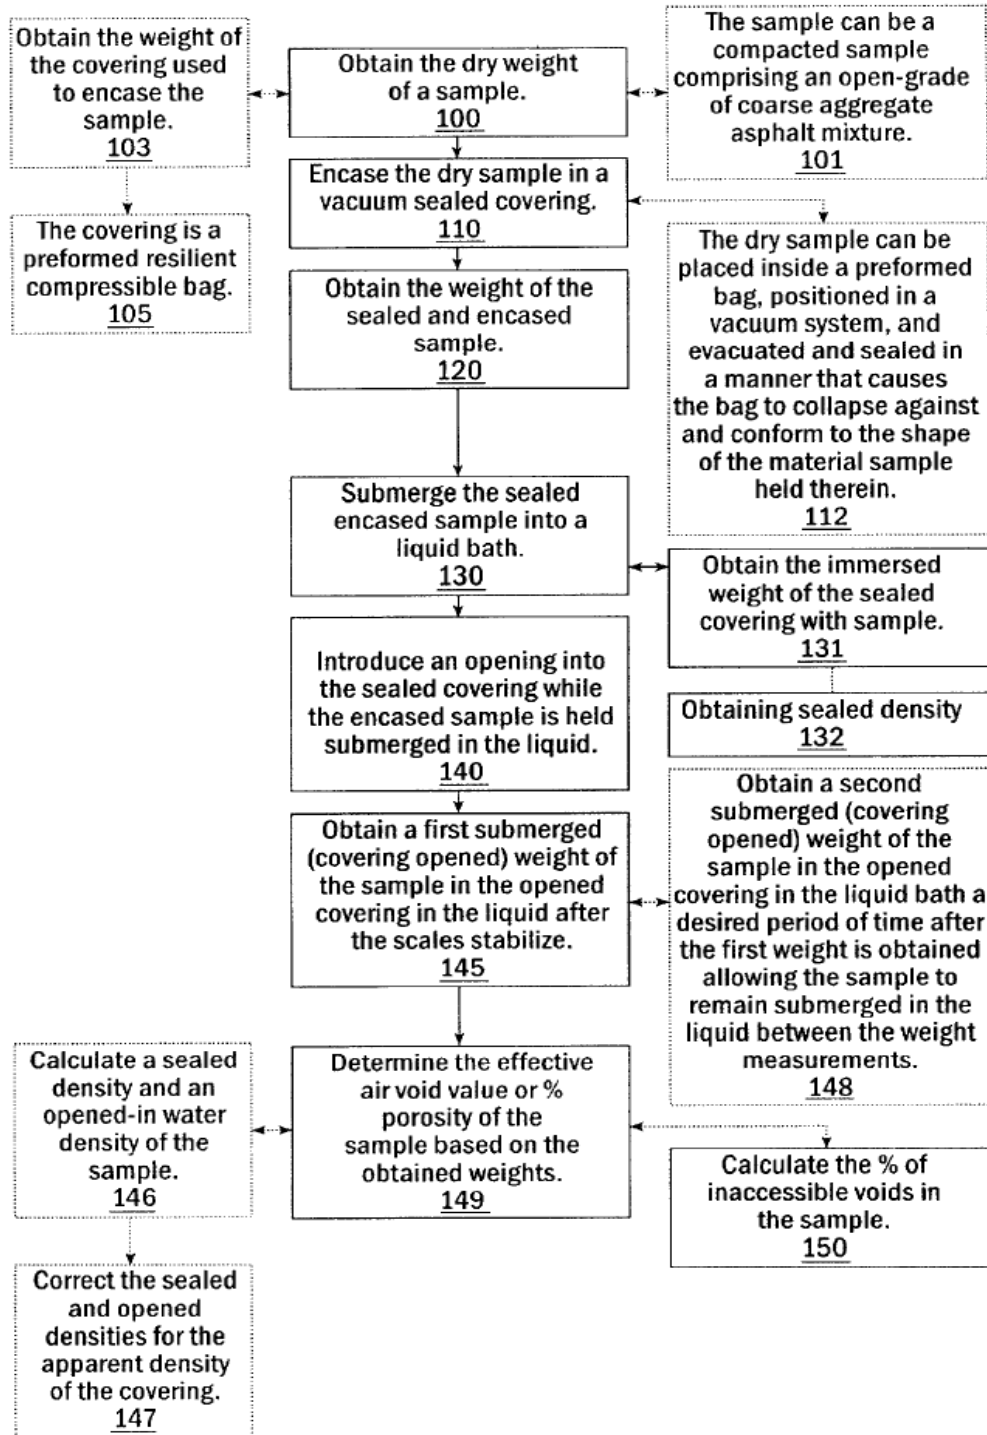 Obtain the weight of
the covering used
to encase the
sample.
103
Obtain the dry weight
of a sample.
100
The sample can be a
compacted sample
comprising an open-grade
of coarse aggregate
asphalt mixture.
101
Encase the dry sample in a
vacuum sealed covering.
110
The covering is a
preformed resilient
compressible bag.
105
The dry sample can be
placed inside a preformed
bag, positioned in a
vacuum system, and
evacuated and sealed in
a manner that causes
the bag to collapse against
and conform to the shape
of the material sample
held therein.
112
Obtain the weight of the
sealed and encased
sample.
120
Submerge the sealed
encased sample into a
liquid bath.
130
Obtain the immersed
weight of the sealed
covering with sample.
131
Obtaining sealed density
132
Introduce an opening into
the sealed covering while
the encased sample is held
submerged in the liquid.
140
Obtain a first submerged
(covering opened) weight of
the sample in the opened
covering in the liquid after
the scales stabilize.
145
Obtain a second
submerged (covering
opened) weight of the
sample in the opened
covering in the liquid bath a
desired period of time after
the first weight is obtained
allowing the sample to
remain submerged in the
liquid between the weight
measurements.
148
Calculate a sealed
density and an
opened-in water
density of the
sample.
146
Determine the effective
air void value or %
porosity of the
sample based on the
obtained weights.
149
Calculate the % of
inaccessible voids in
the sample.
150
Correct the sealed
and opened
densities for the
apparent density
of the covering.
147